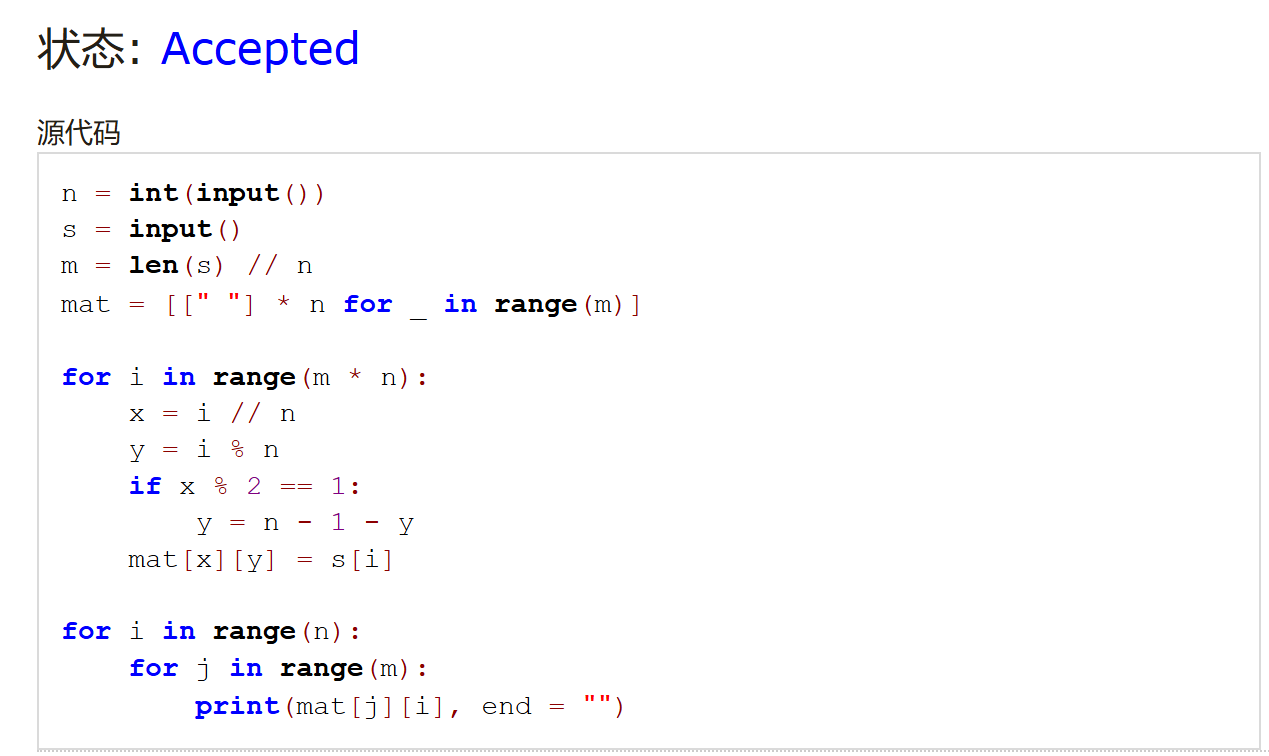 状态: Accepted
源代码
n = int(input())
s = input()
m = len(s) // n
mat = [[" "] * n for _ in range(m)]
for i in range(m * n):
    x = i // n
    y = i % n
    if x % 2 == 1:
        y = n - 1 - y
    mat[x][y] = s[i]
for i in range(n):
    for j in range(m):
        print(mat[j][i], end = "")